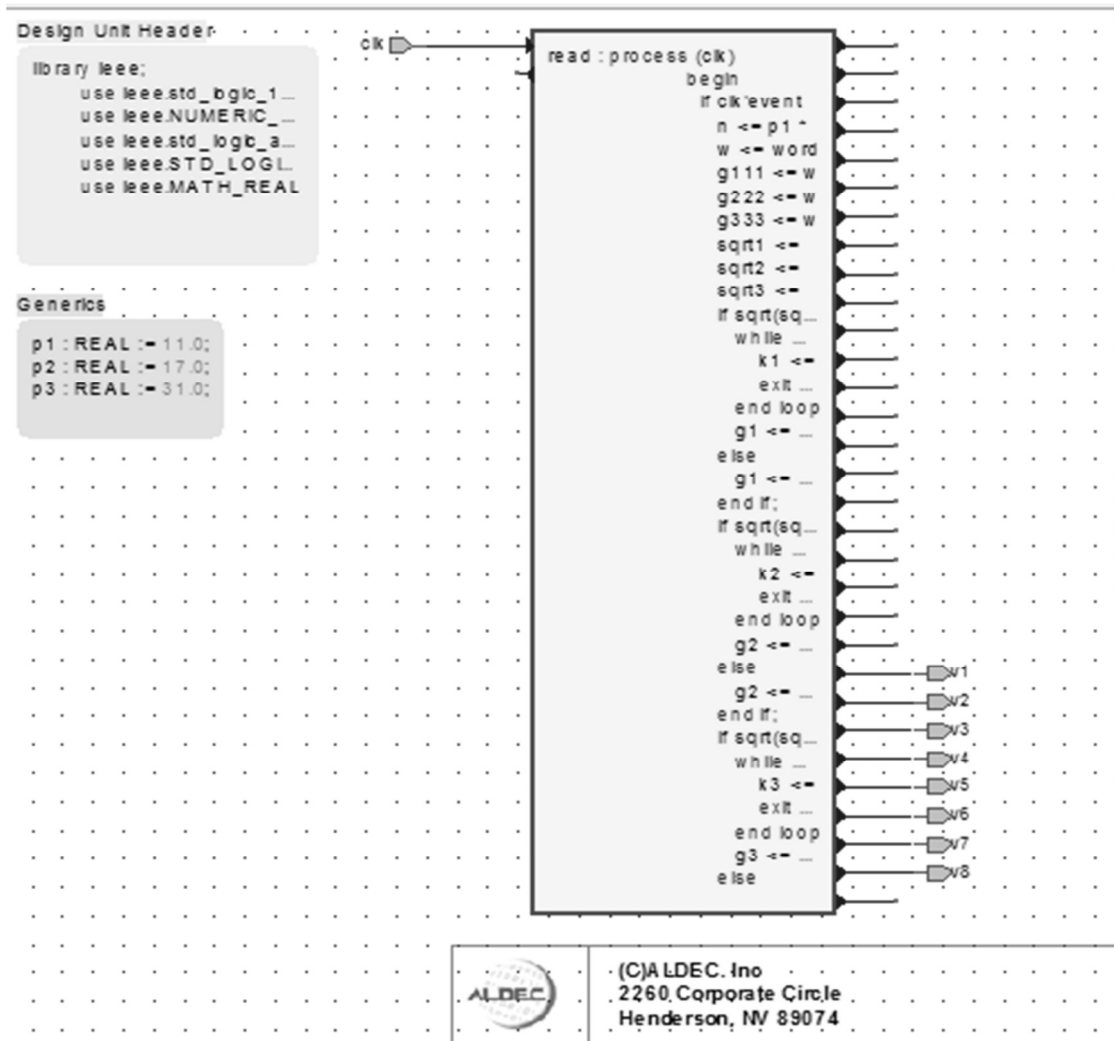 Design Unit Header
library ieee;
use ieee.std_logic_1...
use ieee.NUMERIC_...
use ieee.std_logic_a...
use ieee.STD_LOGI...
use ieee.MATH_REAL
Generics
p1 : REAL := 11.0;
p2 : REAL := 17.0;
p3 : REAL := 31.0;
clk
read : process (clk)
begin
if clk'event
n <= p1 *
w <= word
g111 <= w
g222 <= w
g333 <= w
sqrt1 <=
sqrt2 <=
sqrt3 <=
if sqrt(sq...
while ...
k1 <=
exit ...
end loop
g1 <= ...
else
g1 <= ...
end if;
if sqrt(sq...
while ...
k2 <=
exit ...
end loop
g2 <= ...
else
g2 <= ...
end if;
if sqrt(sq...
while ...
k3 <=
exit ...
end loop
g3 <= ...
else
v1
v2
v3
v4
v5
v6
v7
v8
ALDEC
(C)ALDEC. Inc
2260 Corporate Circle
Henderson, NV 89074